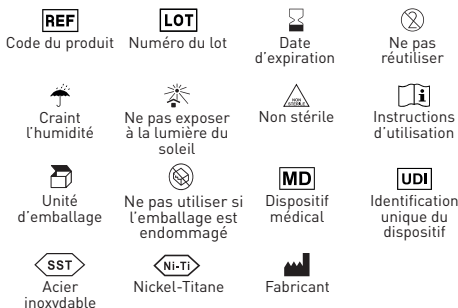 REF
LOT
Code du produit
Numéro du lot
Date
d'expiration
Ne pas
réutiliser
Craint
l'humidité
Ne pas exposer
à la lumière du
soleil
NON
STERILE
Non stérile
i
Instructions
d'utilisation
Unité
d'emballage
Ne pas utiliser si
l'emballage est
endommagé
MD
Dispositif
médical
UDI
Identification
unique du
dispositif
SST
Acier
inoxydable
Ni-Ti
Nickel-Titane
Fabricant